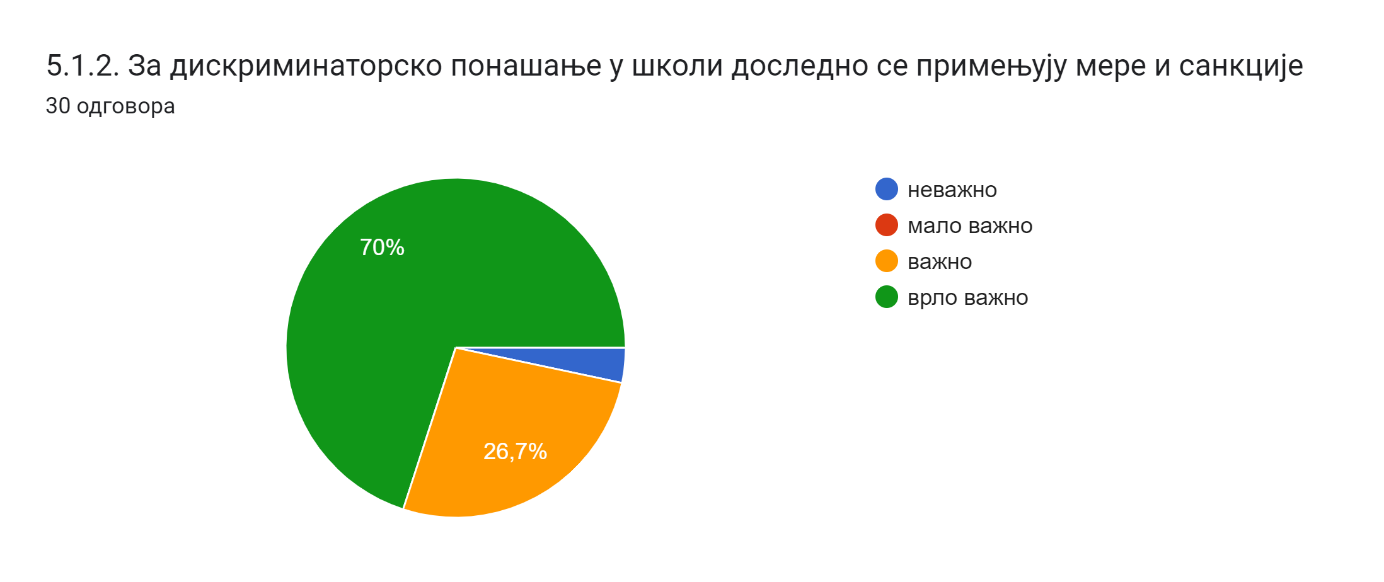 5.1.2. За дискриминаторско понашање у школи доследно се примењују мере и санкције
30 одговора
70%
26,7%
неважно
мало важно
важно
врло важно